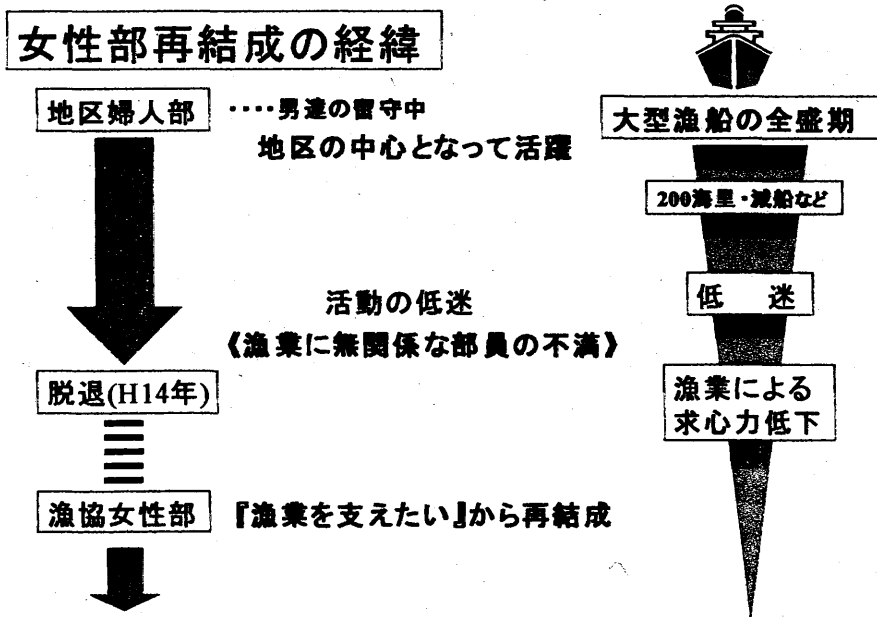 女性部再結成の経緯
地区婦人部
‥‥男達の留守中
地区の中心となって活躍
大型漁船の全盛期
200海里・減船など
活動の低迷
《漁業に無関係な部員の不満》
低　迷
脱退(H14年)
漁業による
求心力低下
漁協女性部
『漁業を支えたい』から再結成